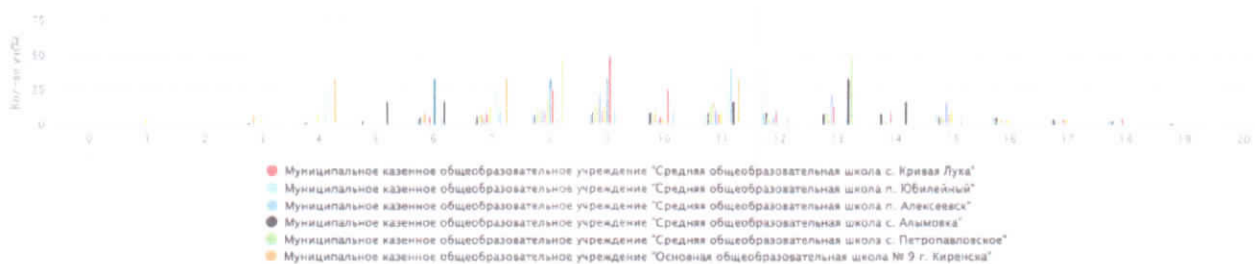 75
50
25
0
0 1 2 3 4 5 6 7 8 9 10 11 12 13 14 15 16 17 18 19 20
Муниципальное казенное общеобразовательное учреждение "Средняя общеобразовательная школа с. Кривая Лука"
Муниципальное казенное общеобразовательное учреждение "Средняя общеобразовательная школа п. Юбилейный"
Муниципальное казенное общеобразовательное учреждение "Средняя общеобразовательная школа п. Алексеевск"
Муниципальное казенное общеобразовательное учреждение "Средняя общеобразовательная школа с. Алымовка"
Муниципальное казенное общеобразовательное учреждение "Средняя общеобразовательная школа с. Петропавловское"
Муниципальное казенное общеобразовательное учреждение "Основная общеобразовательная школа № 9 г. Киренска"